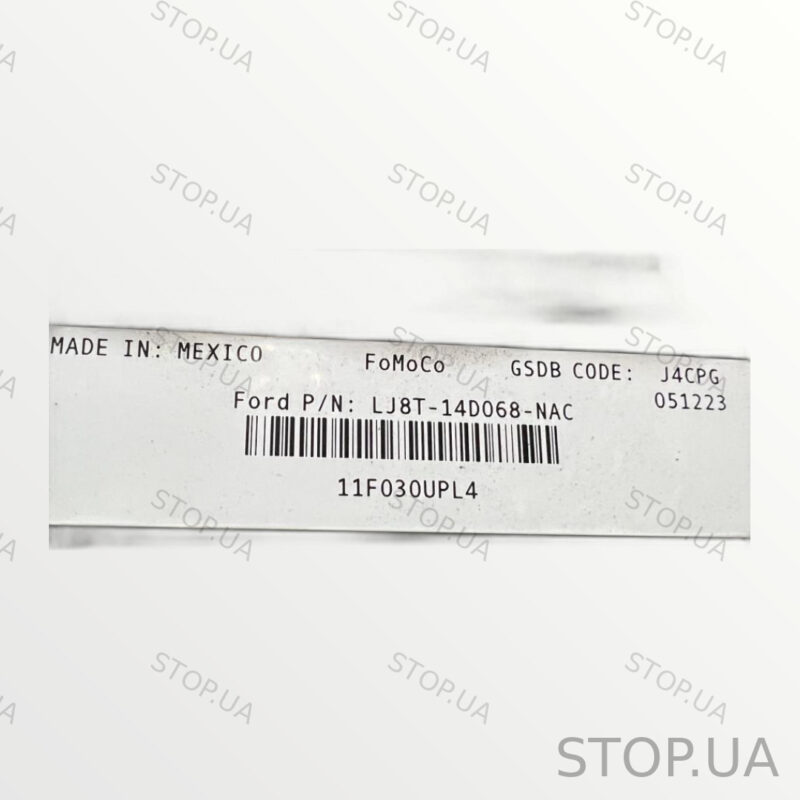 MADE IN: MEXICO
FoMoCo
GSDB CODE: J4CPG
051223
Ford P/N: LJ8T-14D068-NAC
11F030UPL4
STOP.UA